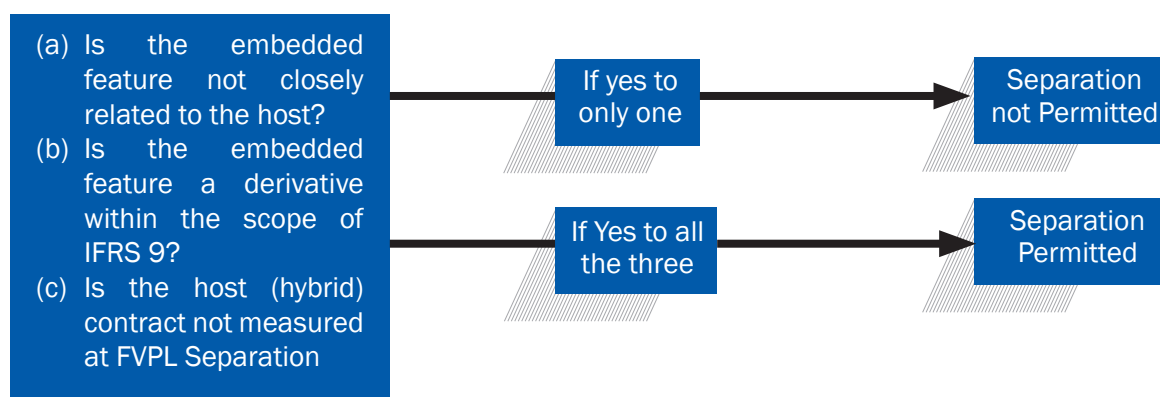 (a) Is the embedded
feature not closely
related to the host?
(b) Is the embedded
feature a derivative
within the scope of
IFRS 9?
(c) Is the host (hybrid)
contract not measured
at FVPL Separation
If yes to
only one
Separation
not Permitted
If Yes to all
the three
Separation
Permitted